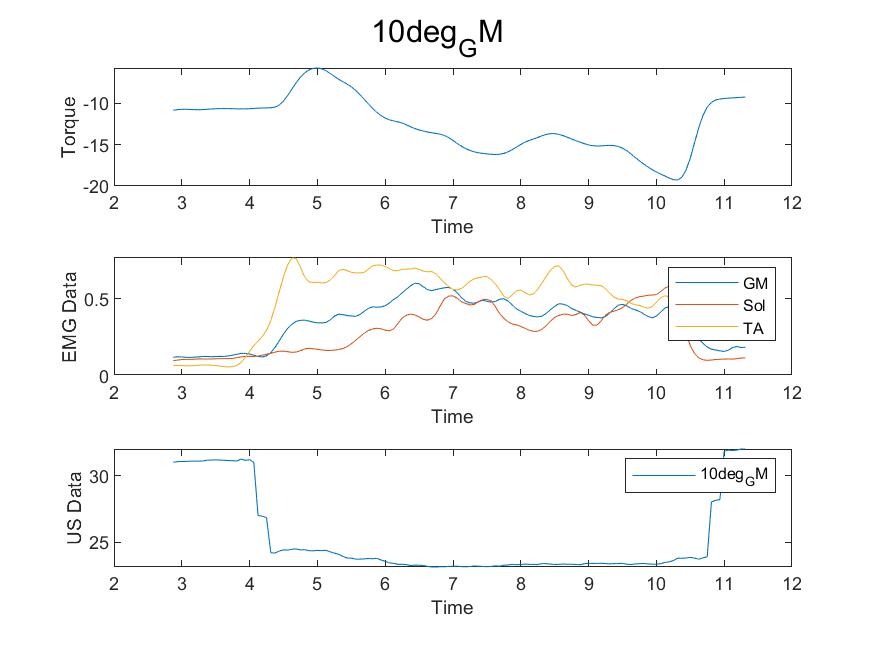 10deg_GM
Torque
-10
-15
-20
2 3 4 5 6 7 8 9 10 11 12
Time
EMG Data
0.5
0
GM
Sol
TA
2 3 4 5 6 7 8 9 10 11 12
Time
US Data
30
25
10deg_GM
2 3 4 5 6 7 8 9 10 11 12
Time